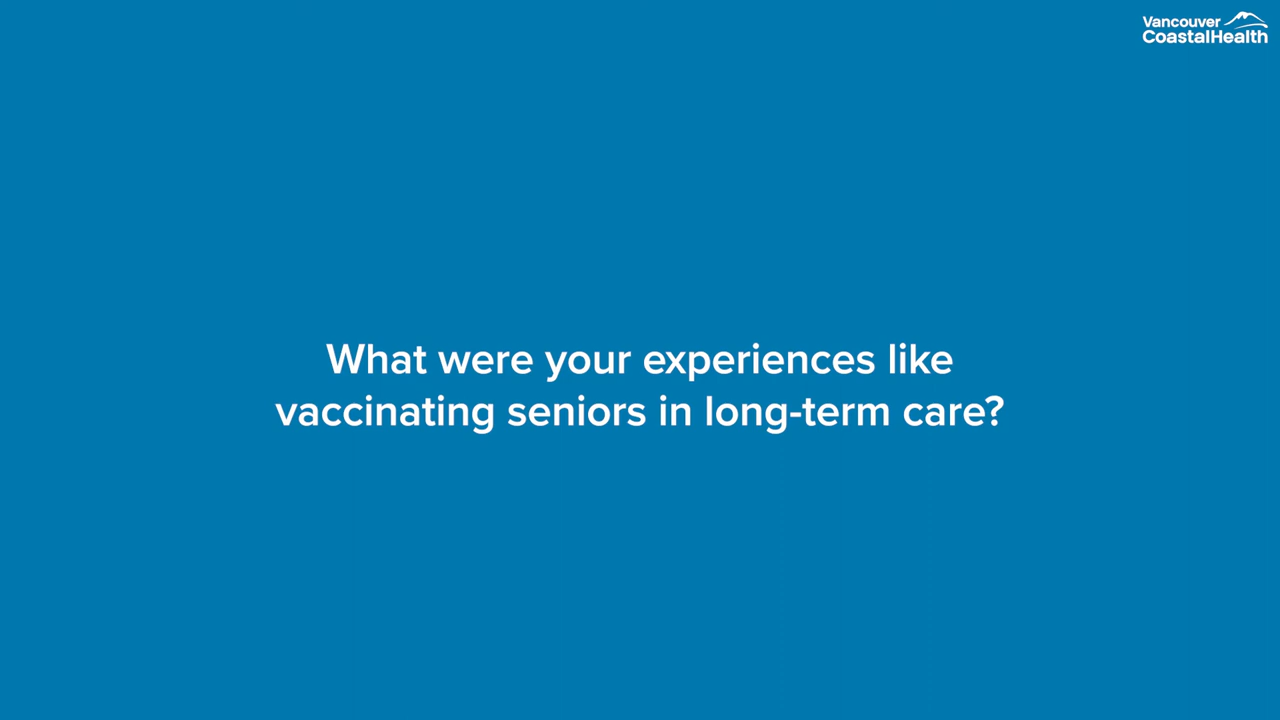 Vancouver
CoastalHealth
What were your experiences like
vaccinating seniors in long-term care?